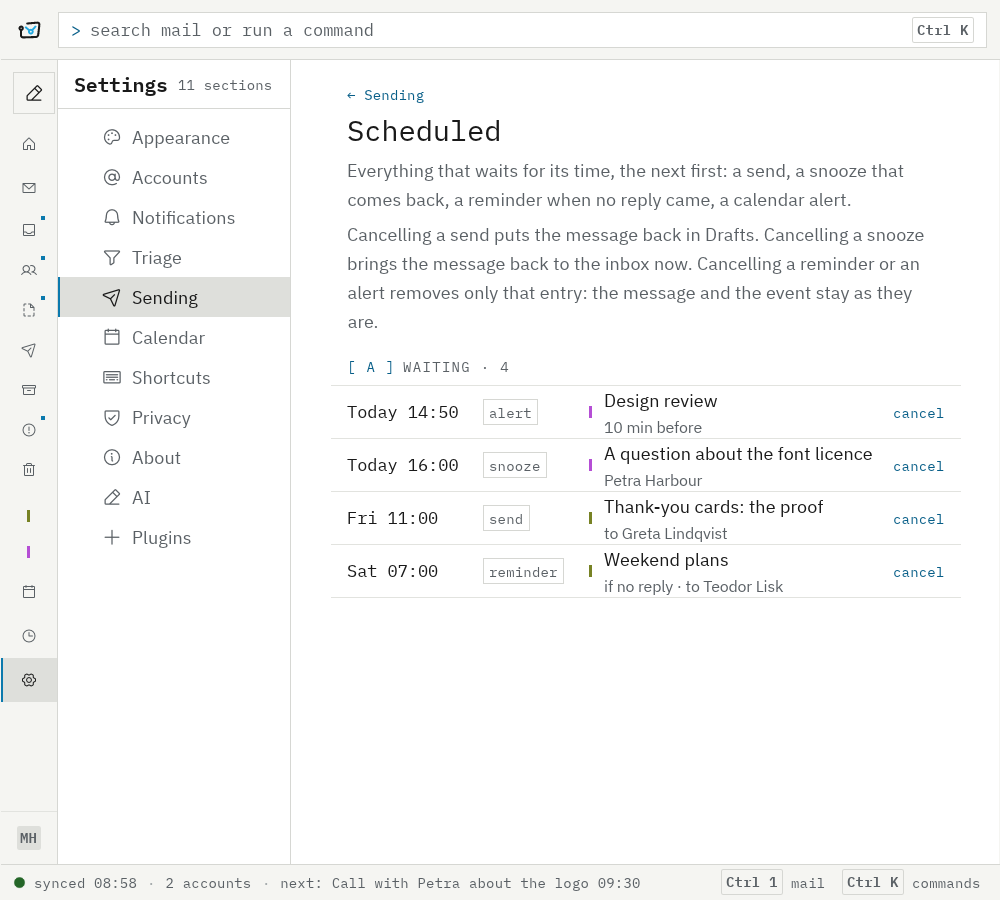 > search mail or run a command Ctrl K
Settings 11 sections
Appearance
Accounts
Notifications
Triage
Sending
Calendar
Shortcuts
Privacy
About
AI
Plugins
MH
← Sending
Scheduled
Everything that waits for its time, the next first: a send, a snooze that
comes back, a reminder when no reply came, a calendar alert.
Cancelling a send puts the message back in Drafts. Cancelling a snooze
brings the message back to the inbox now. Cancelling a reminder or an
alert removes only that entry: the message and the event stay as they
are.
[ A ] WAITING · 4
Today 14:50 alert Design review cancel
10 min before
Today 16:00 snooze A question about the font licence cancel
Petra Harbour
Fri 11:00 send Thank-you cards: the proof cancel
to Greta Lindqvist
Sat 07:00 reminder Weekend plans cancel
if no reply · to Teodor Lisk
synced 08:58 · 2 accounts · next: Call with Petra about the logo 09:30 Ctrl 1 mail Ctrl K commands